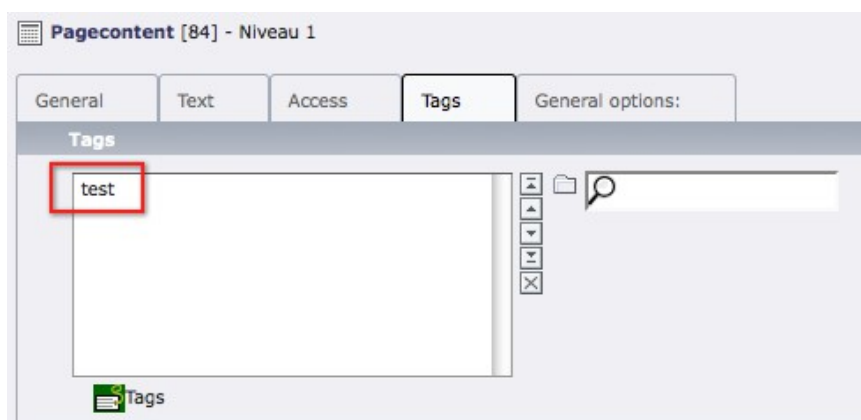 Pagecontent [84] - Niveau 1
General Text Access Tags General options:
Tags
test
Tags